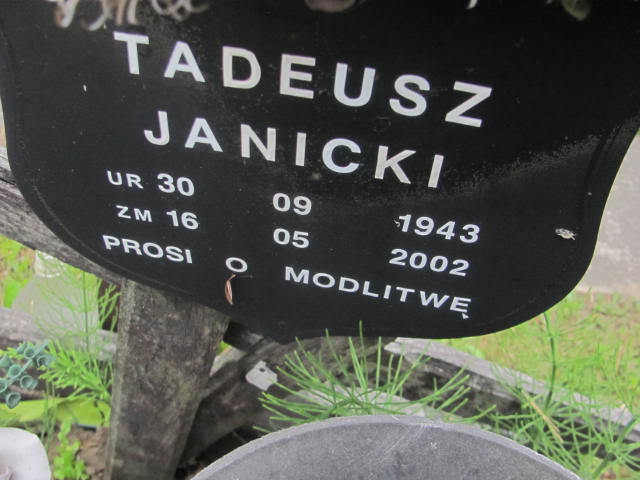 TADEUSZ
JANICKI
UR 30 09 1943
ZM 16 05 2002
PROSI O MODLITWĘ